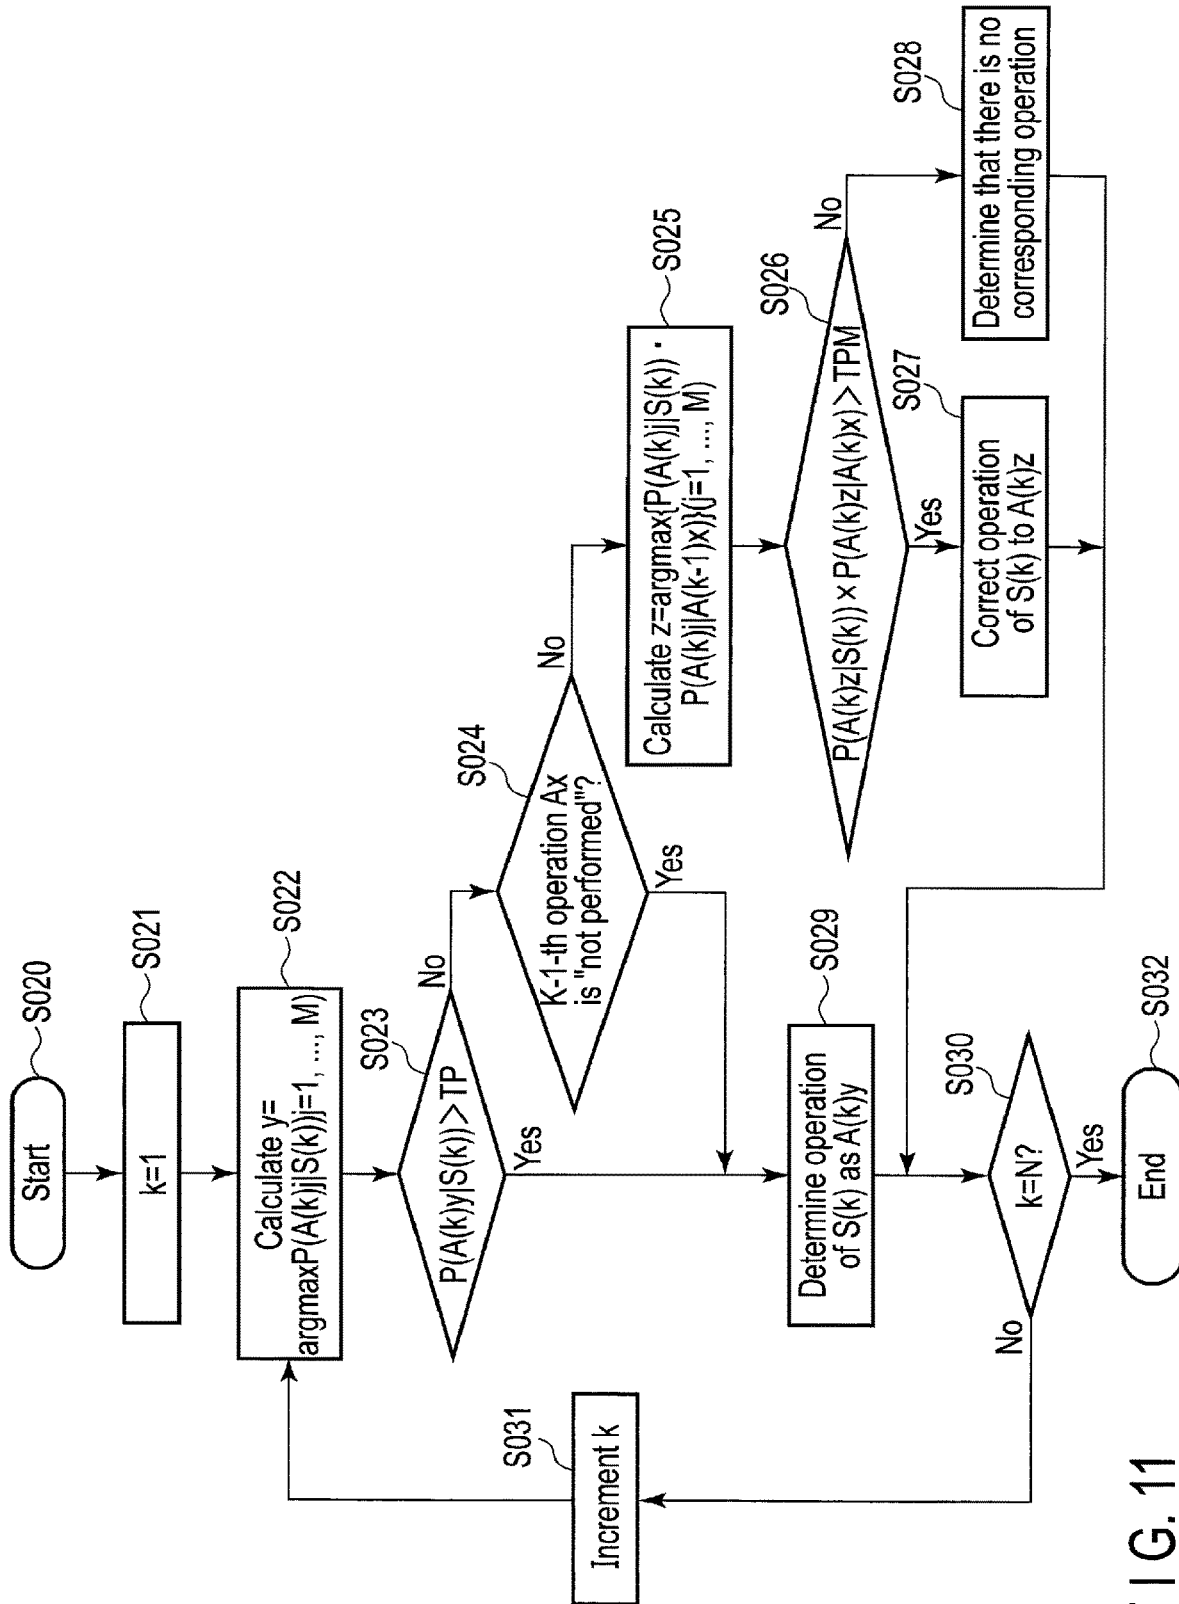 Start
S020
k=1
S021
Calculate y=
argmaxP(A(k)j|S(k))j=1, ..., M)
S022
P(A(k)y|S(k))>TP
S023
No
Yes
K-1-th operation Ax
is "not performed"?
S024
No
Yes
Calculate z=argmax{P(A(k)j|S(k)) ·
P(A(k)j|A(k-1)x)}(j=1, ..., M)
S025
P(A(k)z|S(k))×P(A(k)z|A(k)x)>TPM
S026
No
Yes
Correct operation
of S(k) to A(k)z
S027
Determine that there is no
corresponding operation
S028
Determine operation
of S(k) as A(k)y
S029
k=N?
S030
No
Yes
Increment k
S031
End
S032
I G. 11